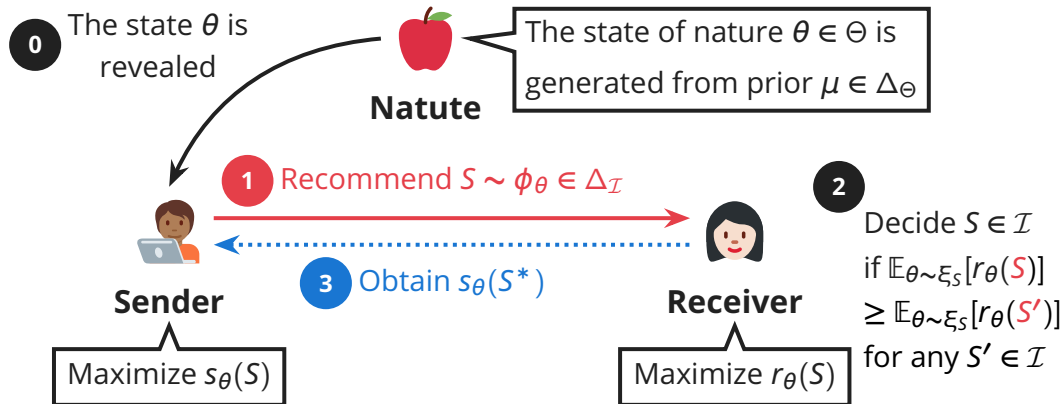 0
The state θ is
revealed
The state of nature θ ∈ Θ is
generated from prior μ ∈ Δ_Θ
Natute
1 Recommend S ∼ ϕ_θ ∈ Δ_ℐ
3 Obtain s_θ(S*)
Sender
Maximize s_θ(S)
Receiver
Maximize r_θ(S)
2
Decide S ∈ ℐ
if 𝔼_{θ∼ξ_S}[r_θ(S)]
≥ 𝔼_{θ∼ξ_S}[r_θ(S′)]
for any S′ ∈ ℐ